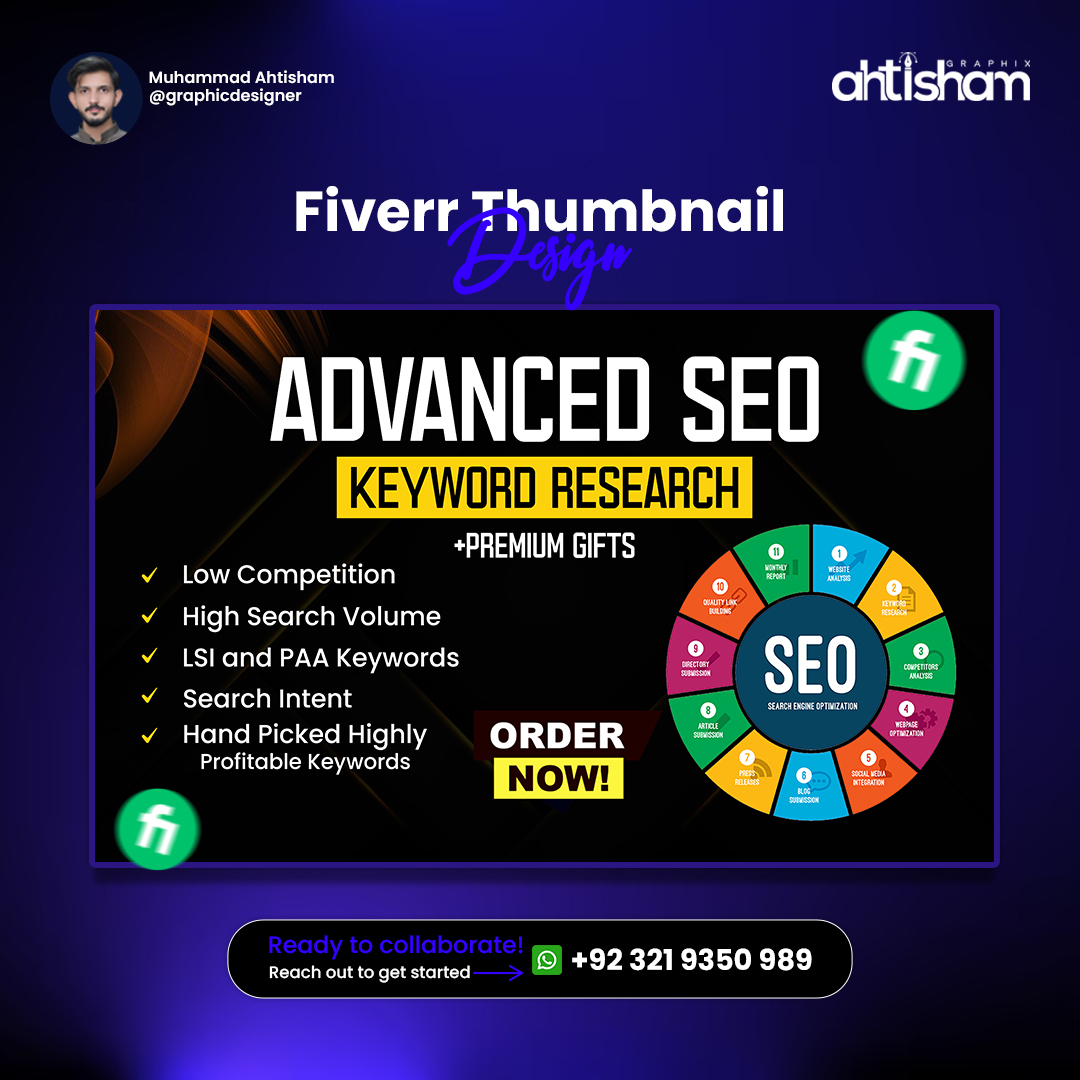 Muhammad Ahtisham
@graphicdesigner
GRAPHIX
ahtisham
Fiverr Thumbnail
Design
fi
ADVANCED SEO
KEYWORD RESEARCH
+PREMIUM GIFTS
Low Competition
High Search Volume
LSI and PAA Keywords
Search Intent
Hand Picked Highly
Profitable Keywords
ORDER
NOW!
SEO
SEARCH ENGINE OPTIMIZATION
1
WEBSITE
ANALYSIS
2
KEYWORD
RESEARCH
3
COMPETITORS
ANALYSIS
4
WEBPAGE
OPTIMIZATION
5
SOCIAL MEDIA
INTEGRATION
6
BLOG
SUBMISSION
7
PRESS
RELEASES
8
ARTICLE
SUBMISSION
9
DIRECTORY
SUBMISSION
10
QUALITY LINK
BUILDING
11
MONTHLY
REPORT
fi
Ready to collaborate!
Reach out to get started
+92 321 9350 989